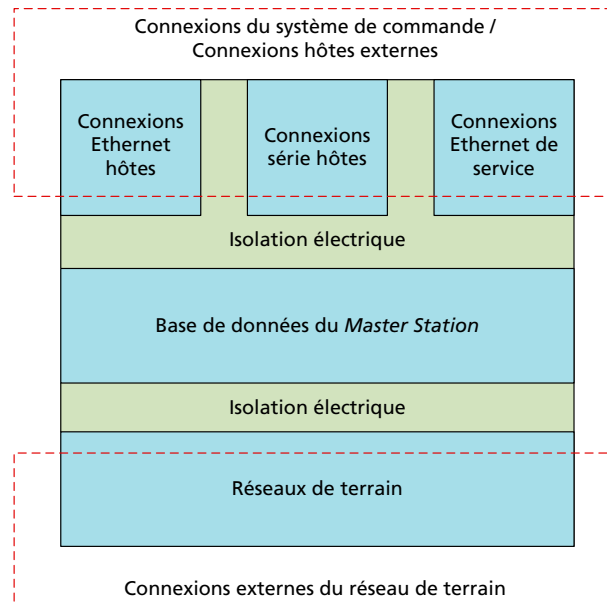 Connexions du système de commande /
Connexions hôtes externes
Connexions
Ethernet
hôtes
Connexions
série hôtes
Connexions
Ethernet de
service
Isolation électrique
Base de données du Master Station
Isolation électrique
Réseaux de terrain
Connexions externes du réseau de terrain